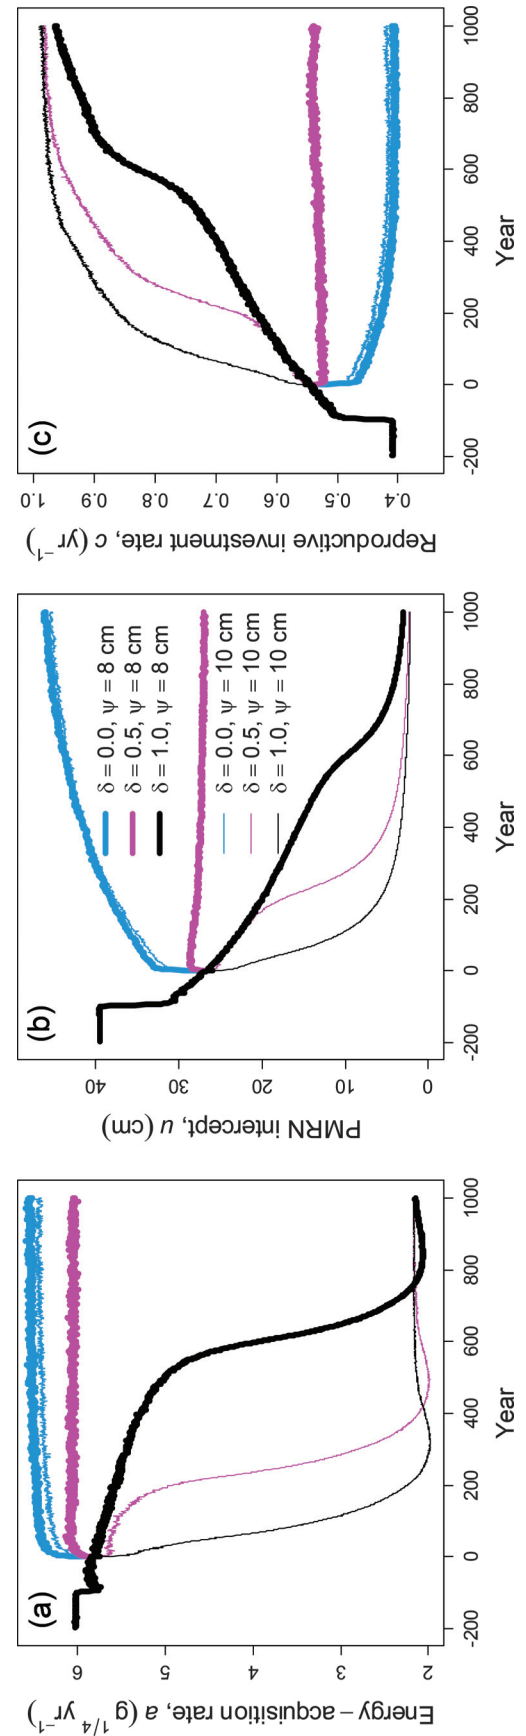 (a)
Energy–acquisition rate, a (g^1/4 yr^−1)
6
5
4
3
2
-200 0 200 400 600 800 1000
Year
(b)
PMRN intercept, u (cm)
40
30
20
10
0
δ = 0.0, ψ = 8 cm
δ = 0.5, ψ = 8 cm
δ = 1.0, ψ = 8 cm
δ = 0.0, ψ = 10 cm
δ = 0.5, ψ = 10 cm
δ = 1.0, ψ = 10 cm
-200 0 200 400 600 800 1000
Year
(c)
Reproductive investment rate, c (yr^−1)
1.0
0.9
0.8
0.7
0.6
0.5
0.4
-200 0 200 400 600 800 1000
Year